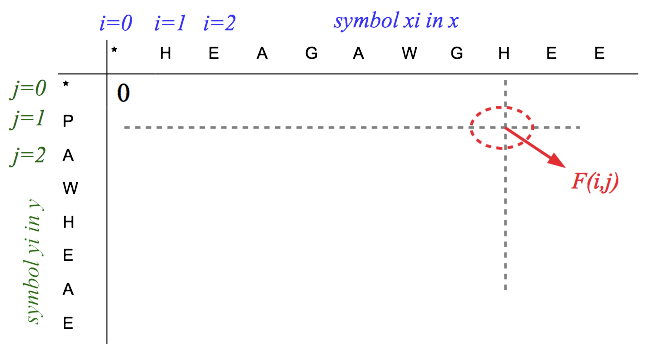 i=0 i=1 i=2 symbol xi in x
* H E A G A W G H E E
j=0 * 0
j=1 P
j=2 A
W
F(i,j)
H
E
A
E
symbol yi in y